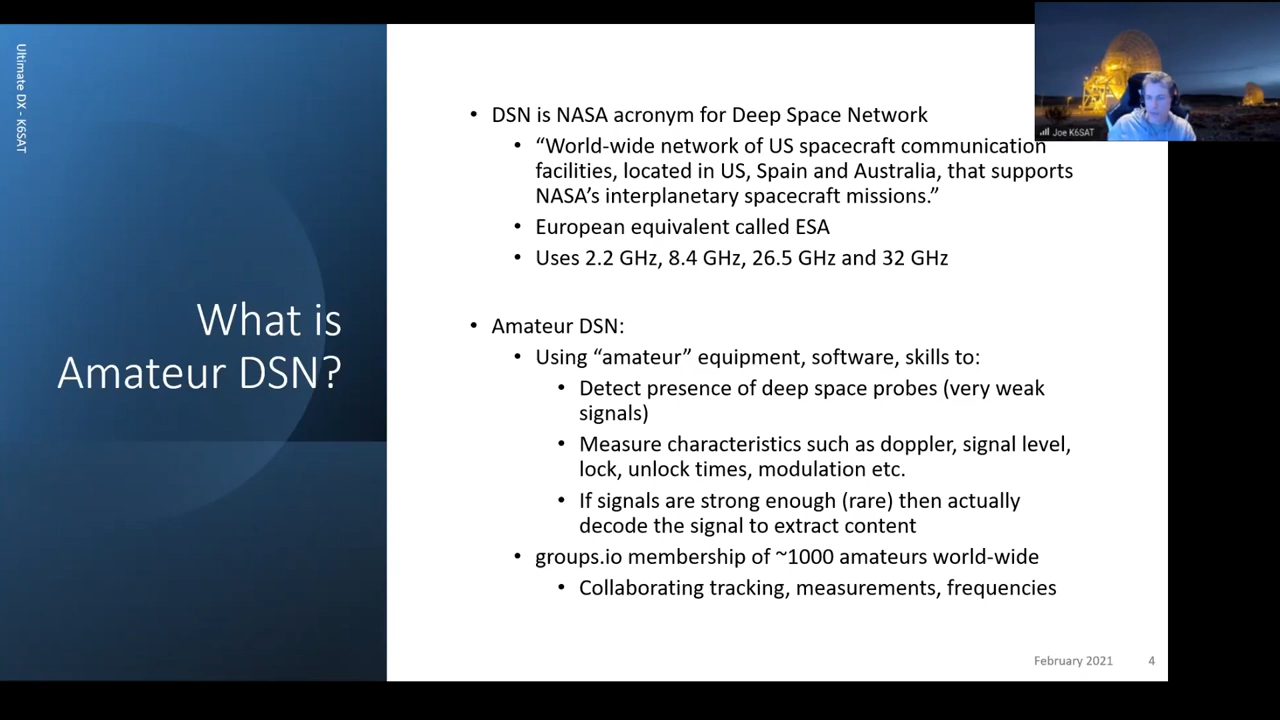 Ultimate DX - K6SAT
What is
Amateur DSN?
• DSN is NASA acronym for Deep Space Network
• “World-wide network of US spacecraft communication
facilities, located in US, Spain and Australia, that supports
NASA’s interplanetary spacecraft missions.”
• European equivalent called ESA
• Uses 2.2 GHz, 8.4 GHz, 26.5 GHz and 32 GHz
• Amateur DSN:
• Using “amateur” equipment, software, skills to:
• Detect presence of deep space probes (very weak
signals)
• Measure characteristics such as doppler, signal level,
lock, unlock times, modulation etc.
• If signals are strong enough (rare) then actually
decode the signal to extract content
• groups.io membership of ~1000 amateurs world-wide
• Collaborating tracking, measurements, frequencies
February 2021
4
Joe K6SAT